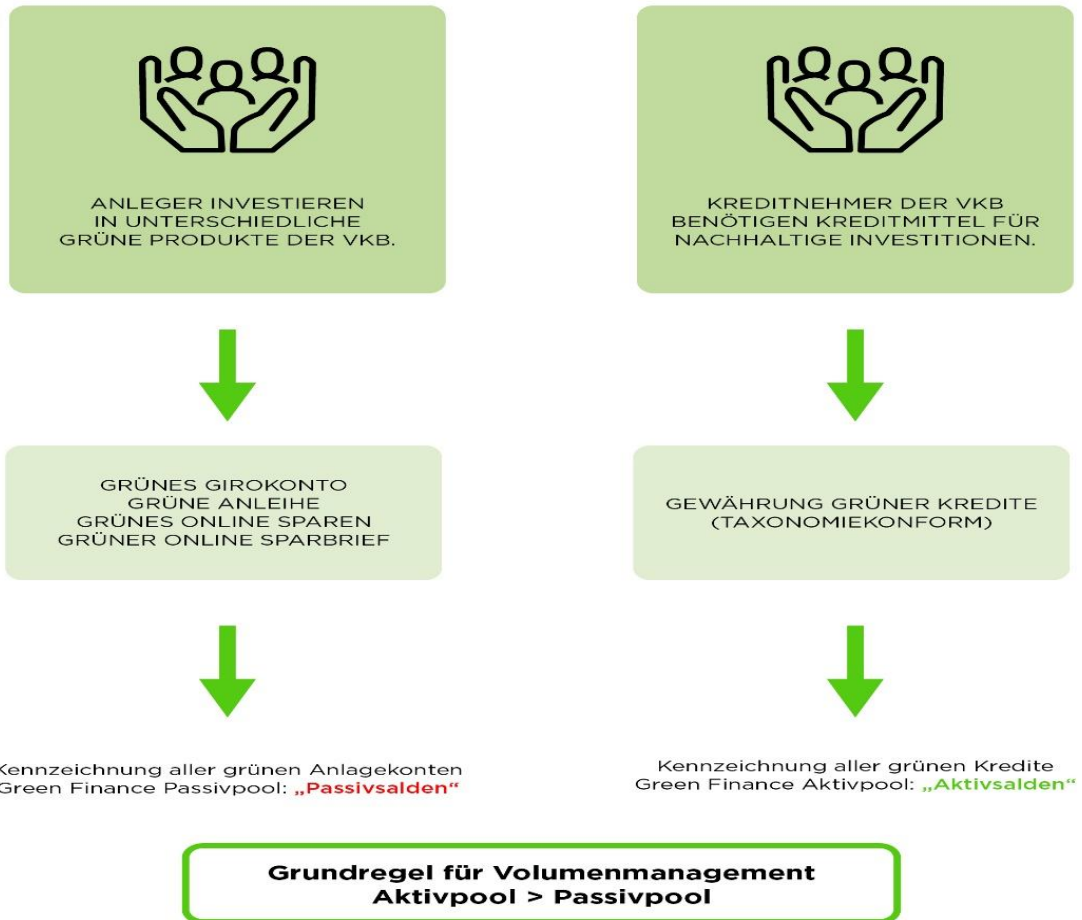 ANLEGER INVESTIEREN
IN UNTERSCHIEDLICHE
GRÜNE PRODUKTE DER VKB.
GRÜNES GIROKONTO
GRÜNE ANLEIHE
GRÜNES ONLINE SPAREN
GRÜNER ONLINE SPARBRIEF
Kennzeichnung aller grünen Anlagekonten
Green Finance Passivpool: „Passivsalden“
KREDITNEHMER DER VKB
BENÖTIGEN KREDITMITTEL FÜR
NACHHALTIGE INVESTITIONEN.
GEWÄHRUNG GRÜNER KREDITE
(TAXONOMIEKONFORM)
Kennzeichnung aller grünen Kredite
Green Finance Aktivpool: „Aktivsalden“
Grundregel für Volumenmanagement
Aktivpool > Passivpool